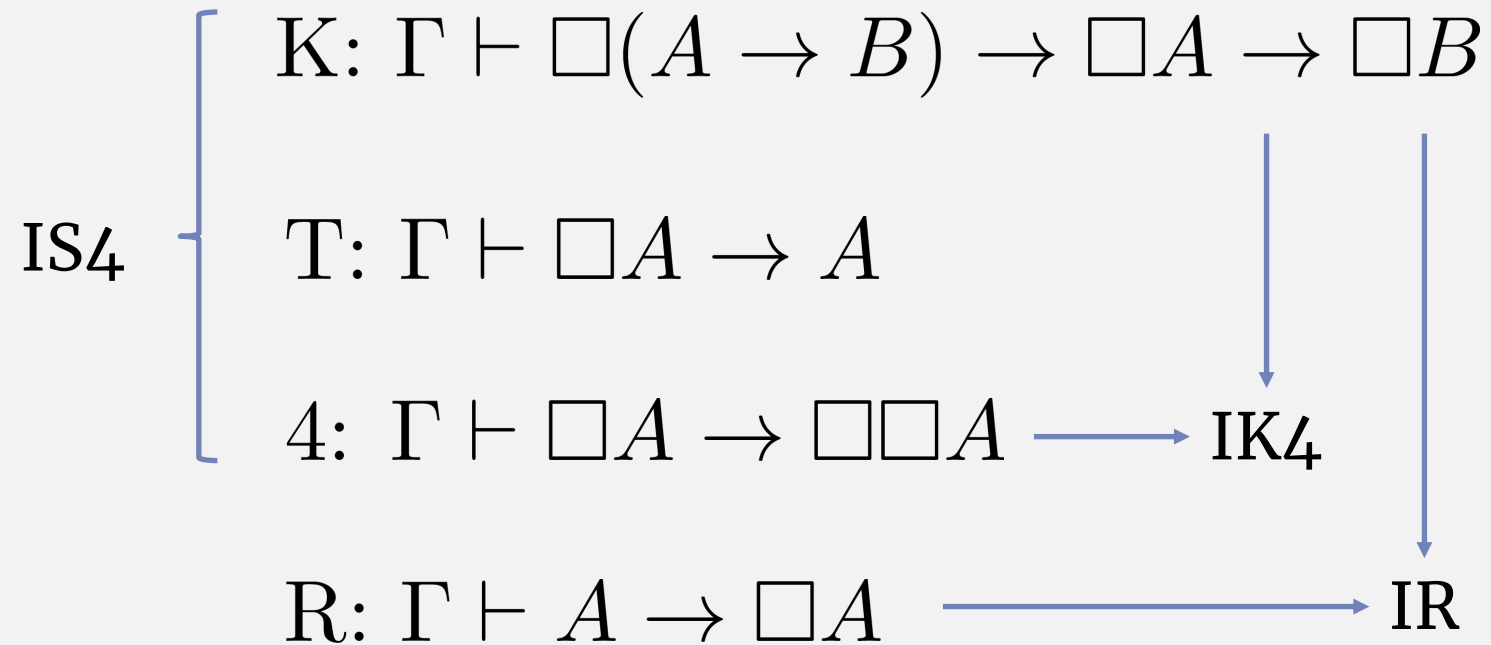 K: Γ ⊢ □(A → B) → □A → □B
IS4
T: Γ ⊢ □A → A
4: Γ ⊢ □A → □□A
IK4
R: Γ ⊢ A → □A
IR